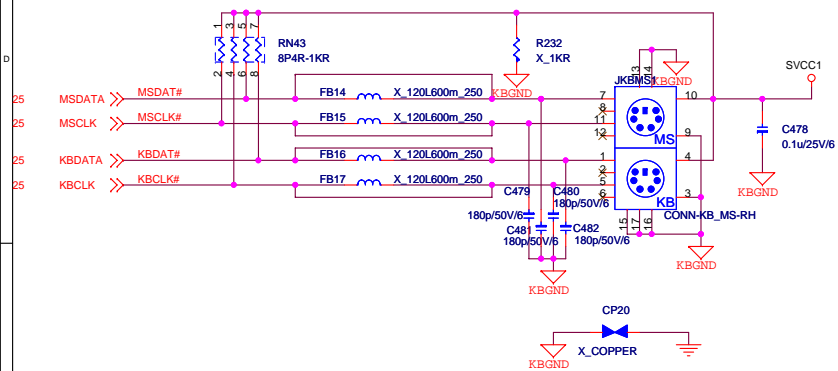 1 3 5 7
RN43
8P4R-1KR
2 4 6 8
R232
X_1KR
KBGND
D
25 MSDATA MSDAT# FB14 X_120L600m_250 7
25 MSCLK MSCLK# FB15 X_120L600m_250 11
25 KBDATA KBDAT# FB16 X_120L600m_250 1
25 KBCLK KBCLK# FB17 X_120L600m_250 5
JKBMS1
13 14
KBGND
8
12
10
9
MS
2
6
4
3
KB
CONN-KB_MS-RH
15 17 16
KBGND
SVCC1
C478
0.1u/25V/6
KBGND
C479
180p/50V/6
C480
180p/50V/6
C481
180p/50V/6
C482
180p/50V/6
KBGND
CP20
X_COPPER
KBGND